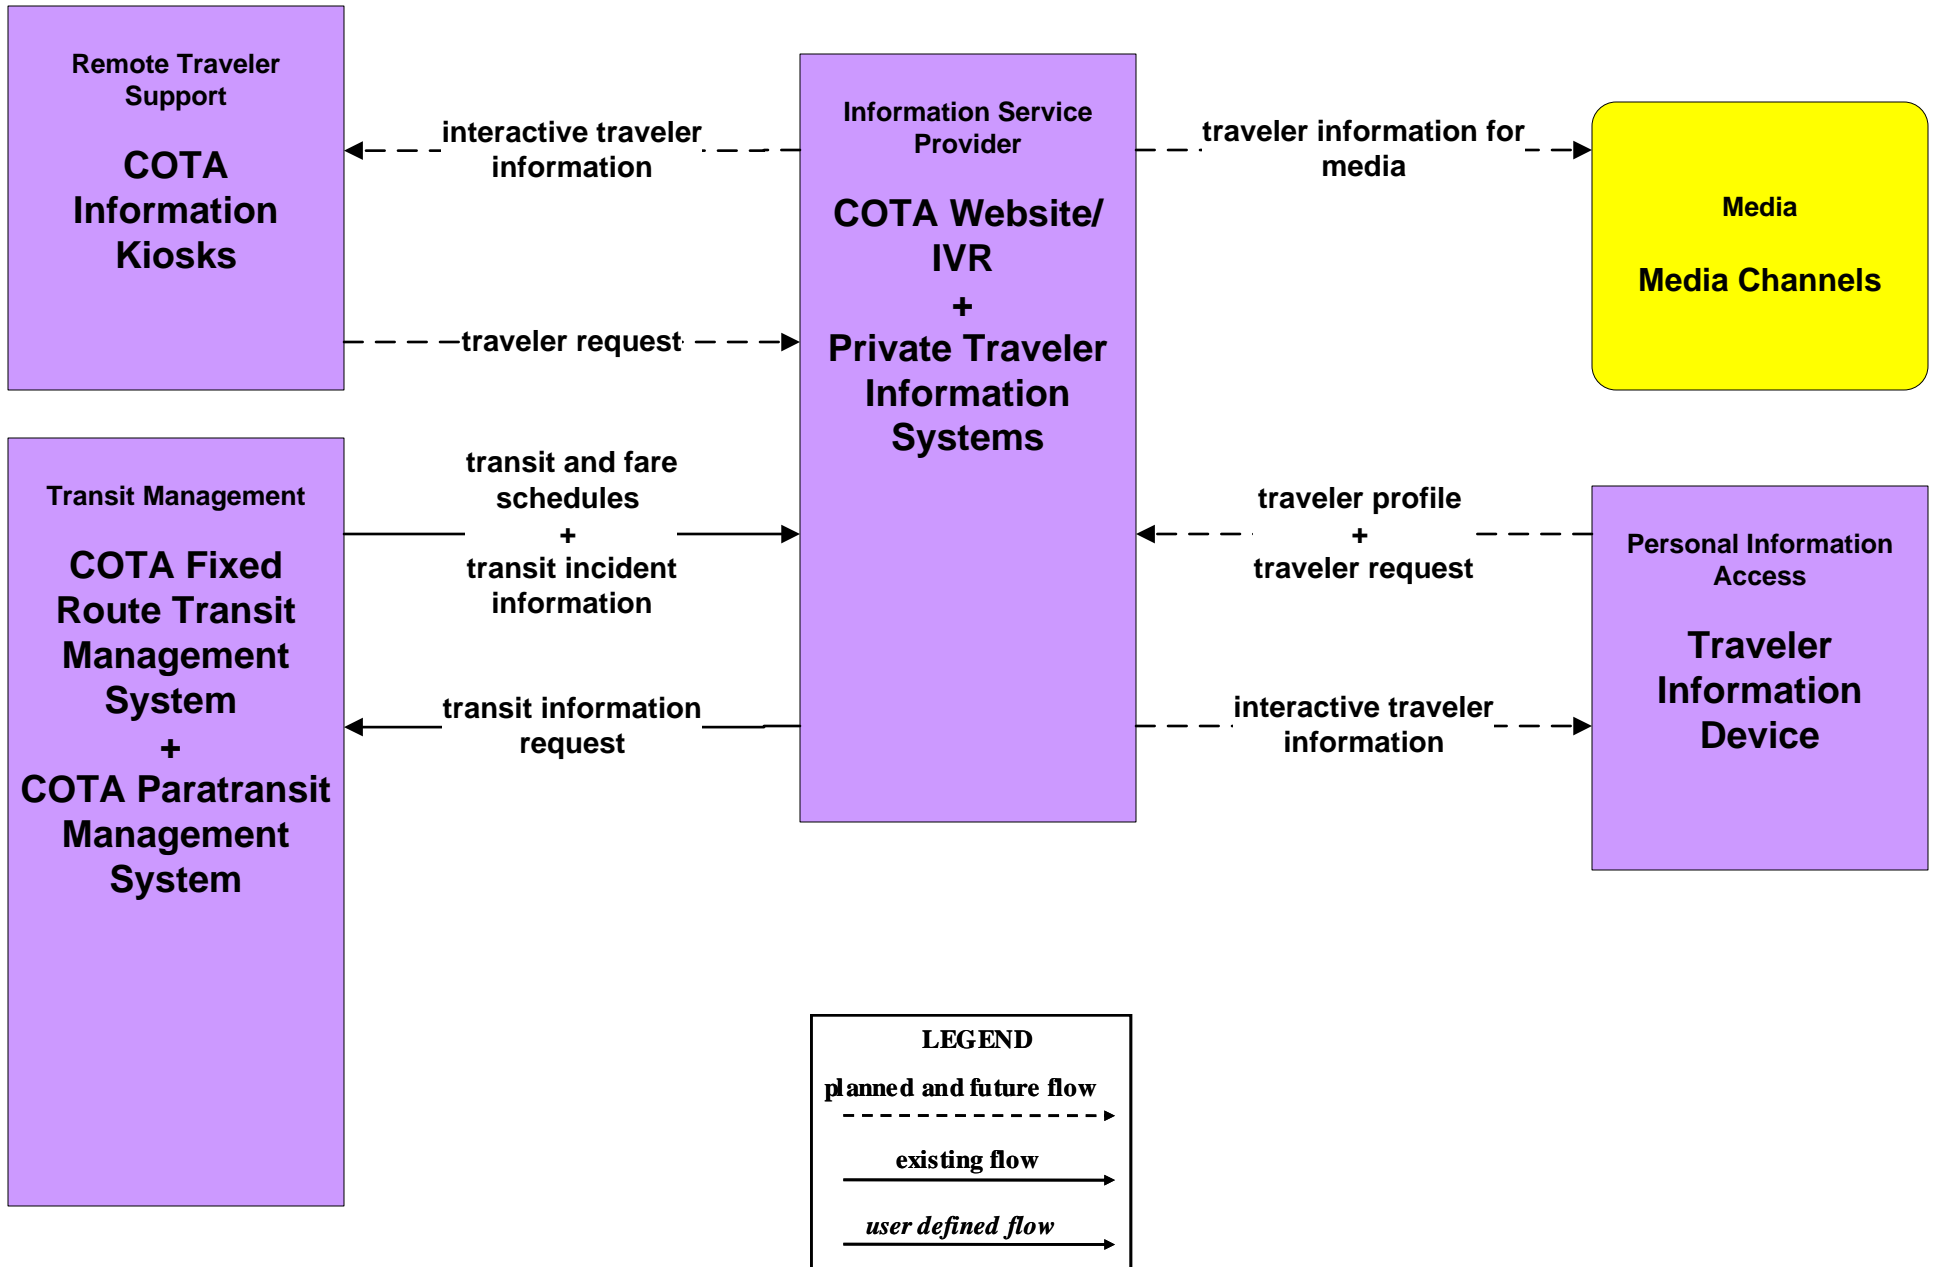 Remote Traveler
Support
COTA
Information
Kiosks
interactive traveler
information
traveler request
Information Service
Provider
COTA Website/
IVR
+
Private Traveler
Information
Systems
traveler information for
media
Media
Media Channels
Transit Management
COTA Fixed
Route Transit
Management
System
+
COTA Paratransit
Management
System
transit and fare
schedules
+
transit incident
information
transit information
request
traveler profile
+
traveler request
interactive traveler
information
Personal Information
Access
Traveler
Information
Device
LEGEND
planned and future flow
existing flow
user defined flow